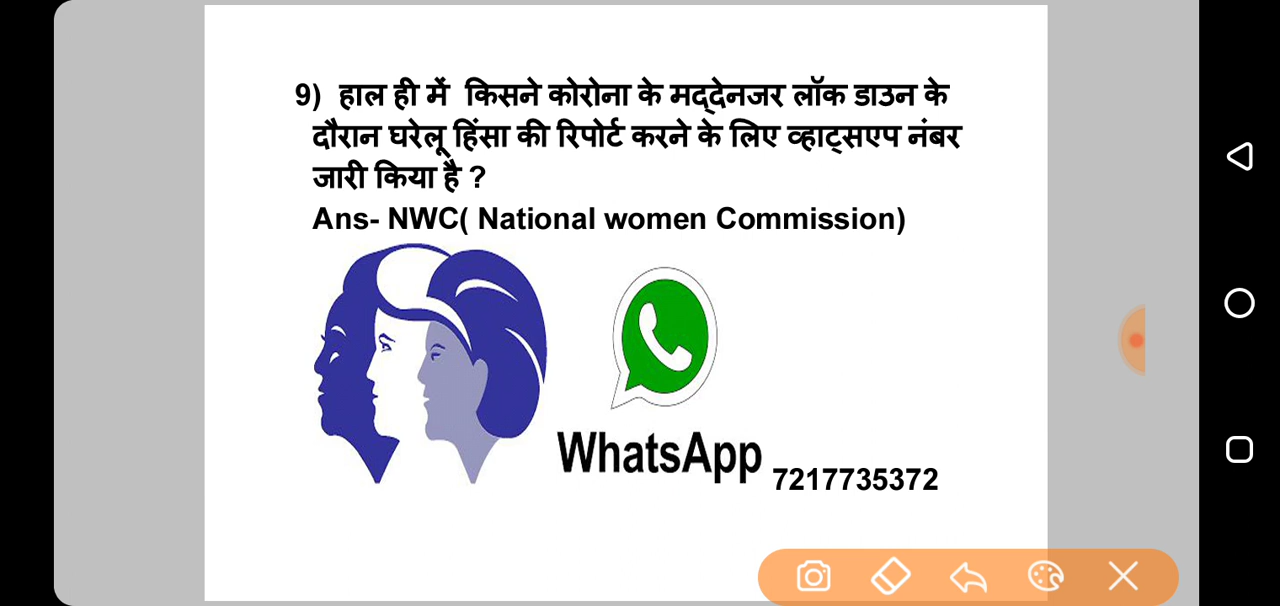 9) हाल ही में किसने कोरोना के मद्देनजर लॉक डाउन के
दौरान घरेलू हिंसा की रिपोर्ट करने के लिए व्हाट्सएप नंबर
जारी किया है ?
Ans- NWC( National women Commission)
WhatsApp 7217735372